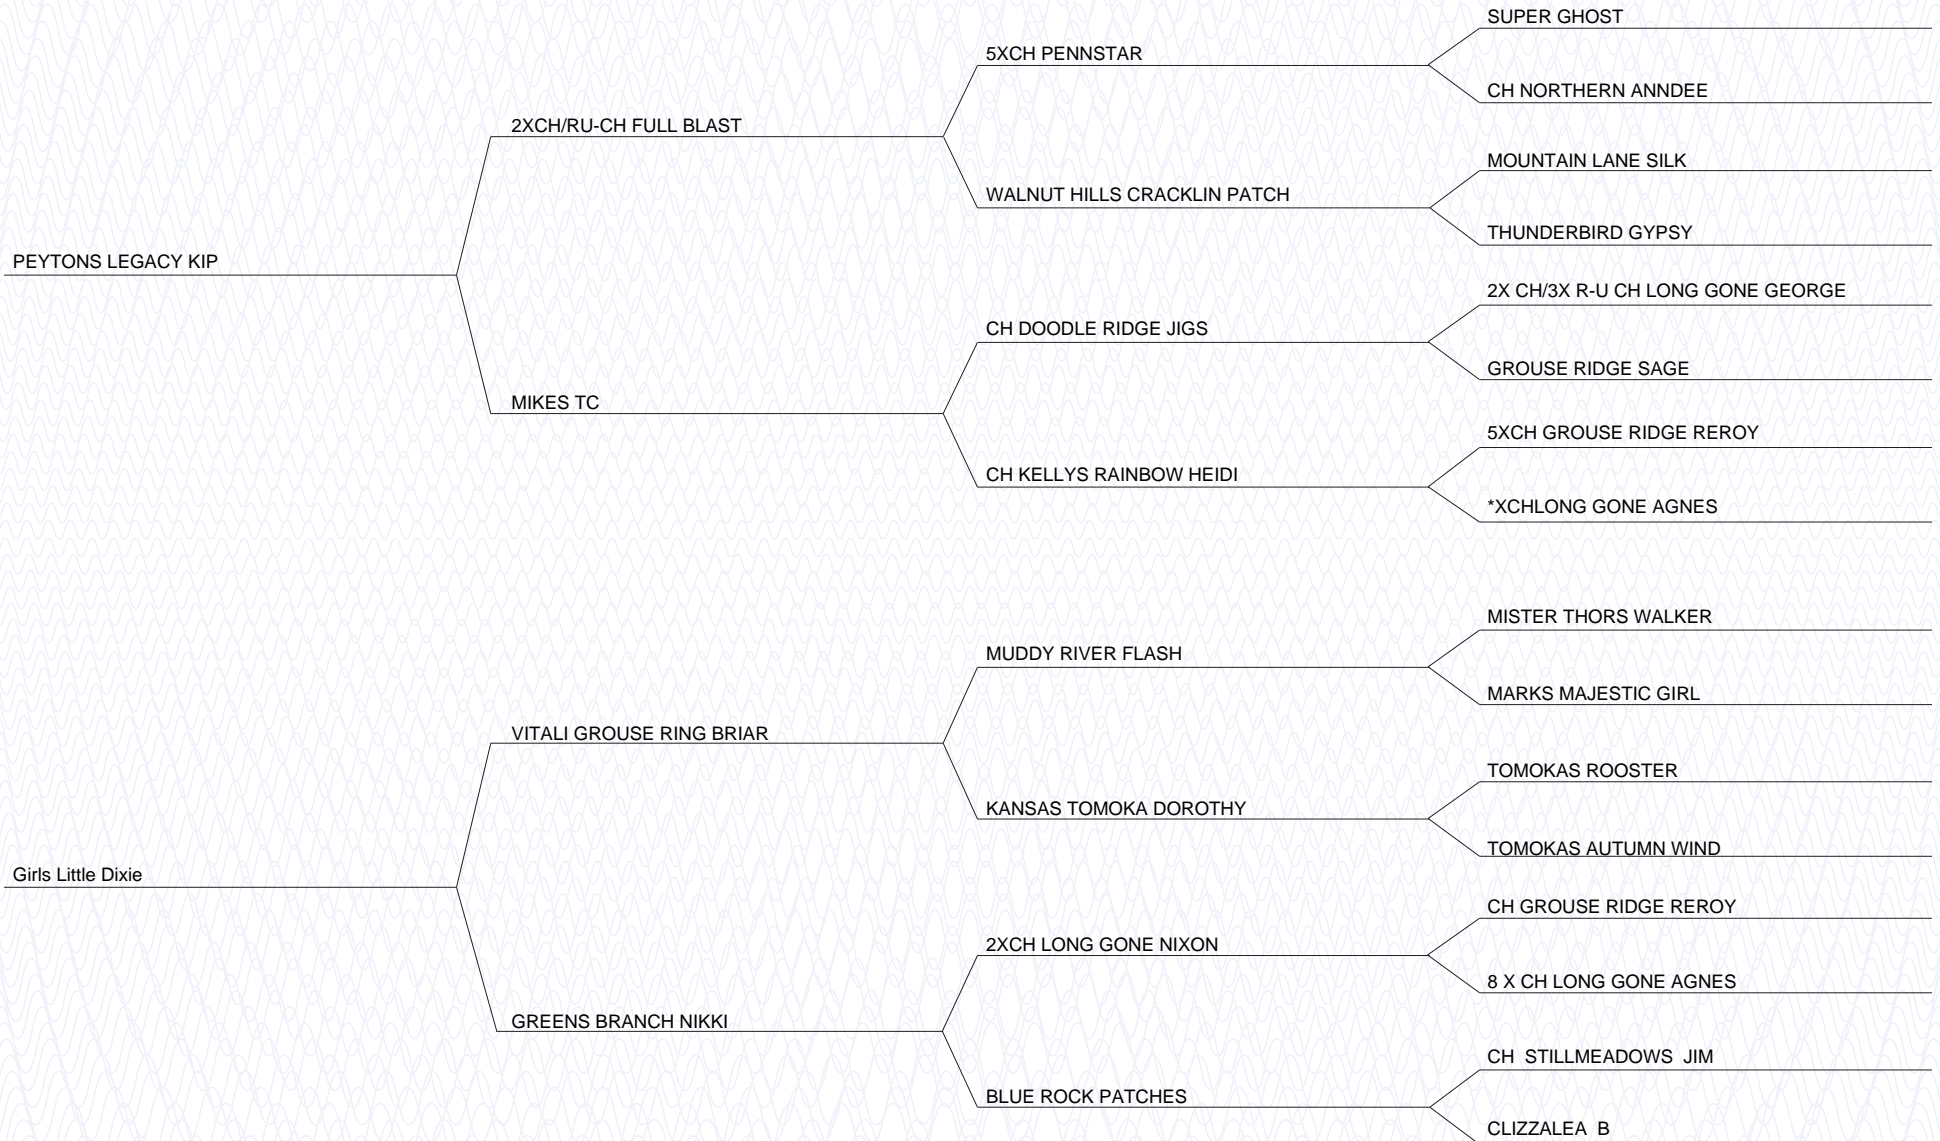 SUPER GHOST
5XCH PENNSTAR
CH NORTHERN ANNDEE
2XCH/RU-CH FULL BLAST
MOUNTAIN LANE SILK
WALNUT HILLS CRACKLIN PATCH
THUNDERBIRD GYPSY
PEYTONS LEGACY KIP
2X CH/3X R-U CH LONG GONE GEORGE
CH DOODLE RIDGE JIGS
GROUSE RIDGE SAGE
MIKES TC
5XCH GROUSE RIDGE REROY
CH KELLYS RAINBOW HEIDI
*XCHLONG GONE AGNES
MISTER THORS WALKER
MUDDY RIVER FLASH
MARKS MAJESTIC GIRL
VITALI GROUSE RING BRIAR
TOMOKAS ROOSTER
KANSAS TOMOKA DOROTHY
TOMOKAS AUTUMN WIND
Girls Little Dixie
CH GROUSE RIDGE REROY
2XCH LONG GONE NIXON
8 X CH LONG GONE AGNES
GREENS BRANCH NIKKI
CH  STILLMEADOWS  JIM
BLUE ROCK PATCHES
CLIZZALEA  B